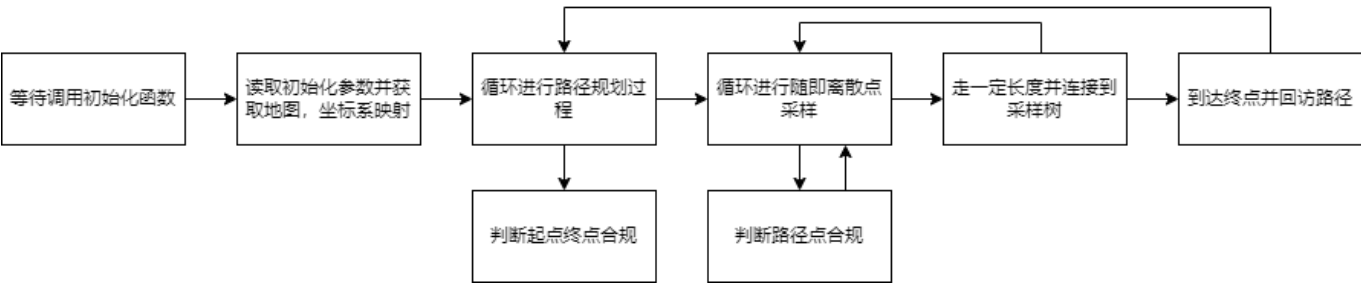 等待调用初始化函数
读取初始化参数并获
取地图，坐标系映射
循环进行路径规划过
程
循环进行随即离散点
采样
走一定长度并连接到
采样树
到达终点并回访路径
判断起点终点合规
判断路径点合规